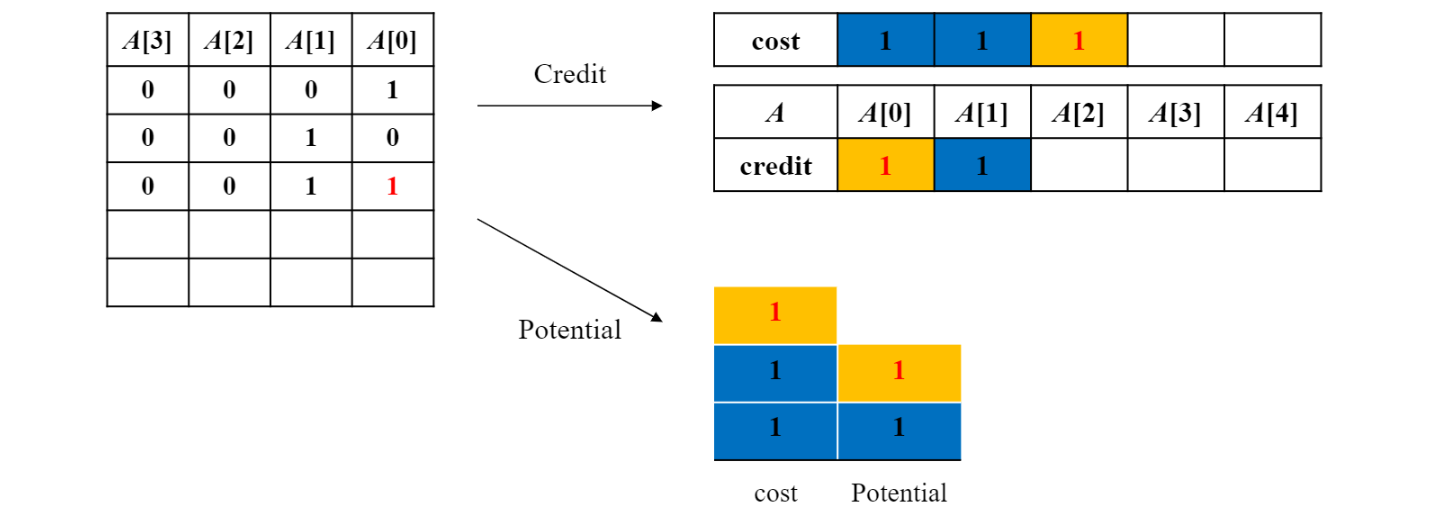 A[3] A[2] A[1] A[0]
0 0 0 1
0 0 1 0
0 0 1 1
Credit
cost 1 1 1
A A[0] A[1] A[2] A[3] A[4]
credit 1 1
Potential
1
1 1
1 1
cost Potential